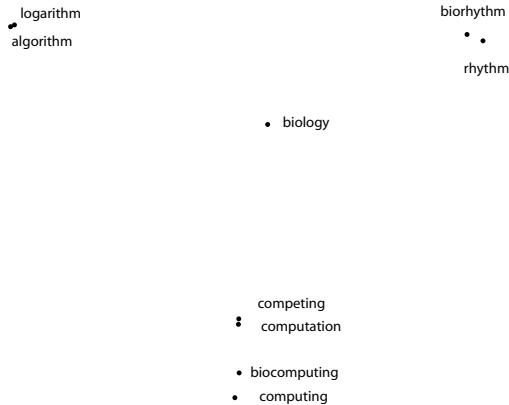 logarithm
algorithm
biorhythm
rhythm
biology
competing
computation
biocomputing
computing